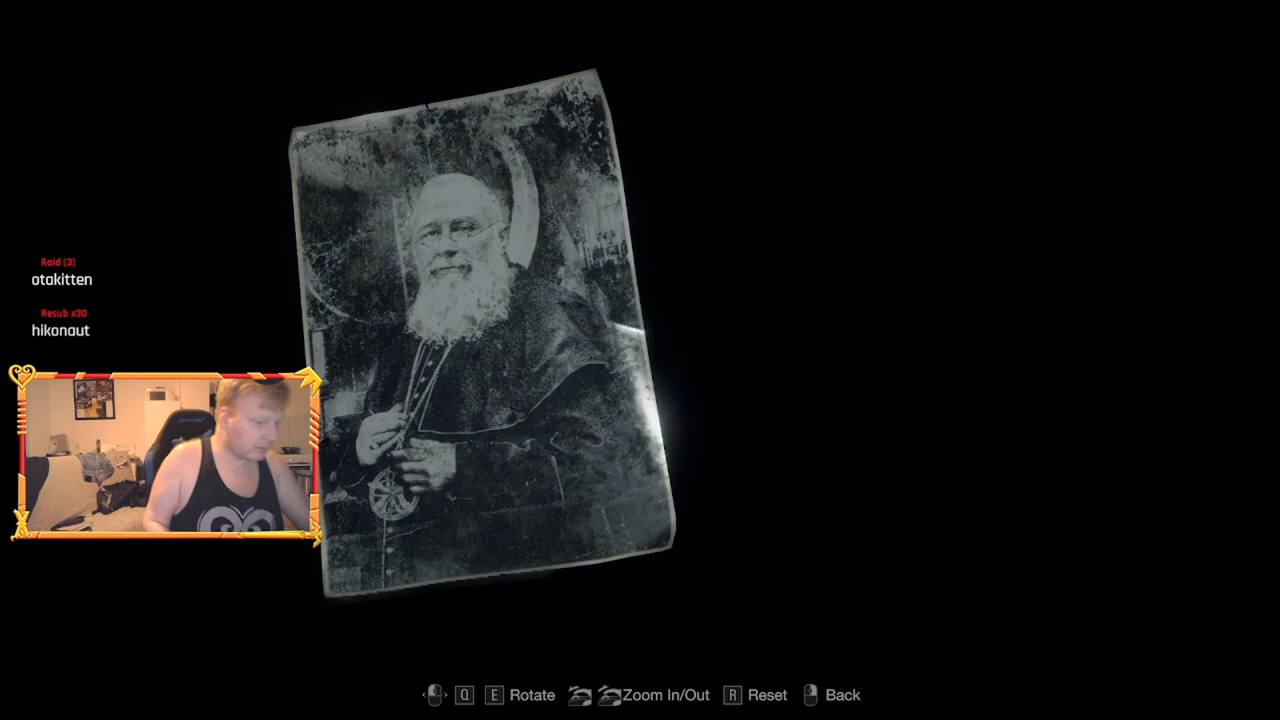 Raid (3)
otakitten
Resub x30
hikonaut
Q E Rotate Zoom In/Out R Reset Back